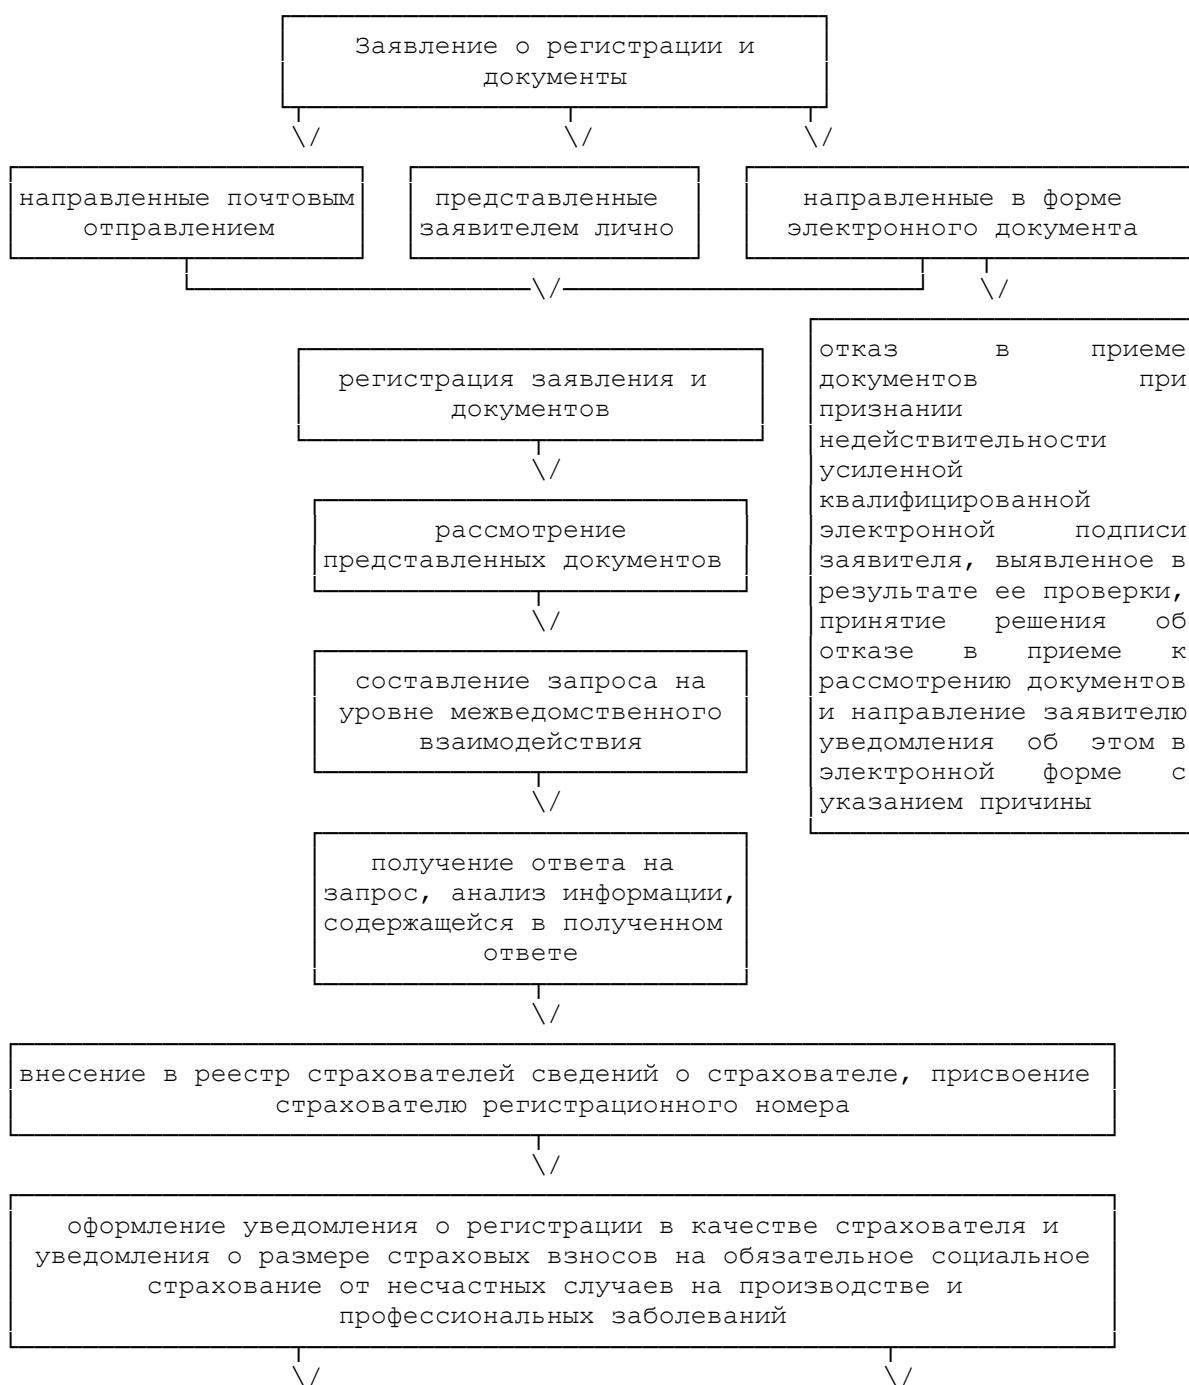 Заявление о регистрации и
документы
направленные почтовым
отправлением
представленные
заявителем лично
направленные в форме
электронного документа
регистрация заявления и
документов
рассмотрение
представленных документов
составление запроса на
уровне межведомственного
взаимодействия
получение ответа на
запрос, анализ информации,
содержащейся в полученном
ответе
отказ в приеме
документов при
признании
недействительности
усиленной
квалифицированной
электронной подписи
заявителя, выявленное в
результате ее проверки,
принятие решения об
отказе в приеме к
рассмотрению документов
и направление заявителю
уведомления об этом в
электронной форме с
указанием причины
внесение в реестр страхователей сведений о страхователе, присвоение
страхователю регистрационного номера
оформление уведомления о регистрации в качестве страхователя и
уведомления о размере страховых взносов на обязательное социальное
страхование от несчастных случаев на производстве и
профессиональных заболеваний